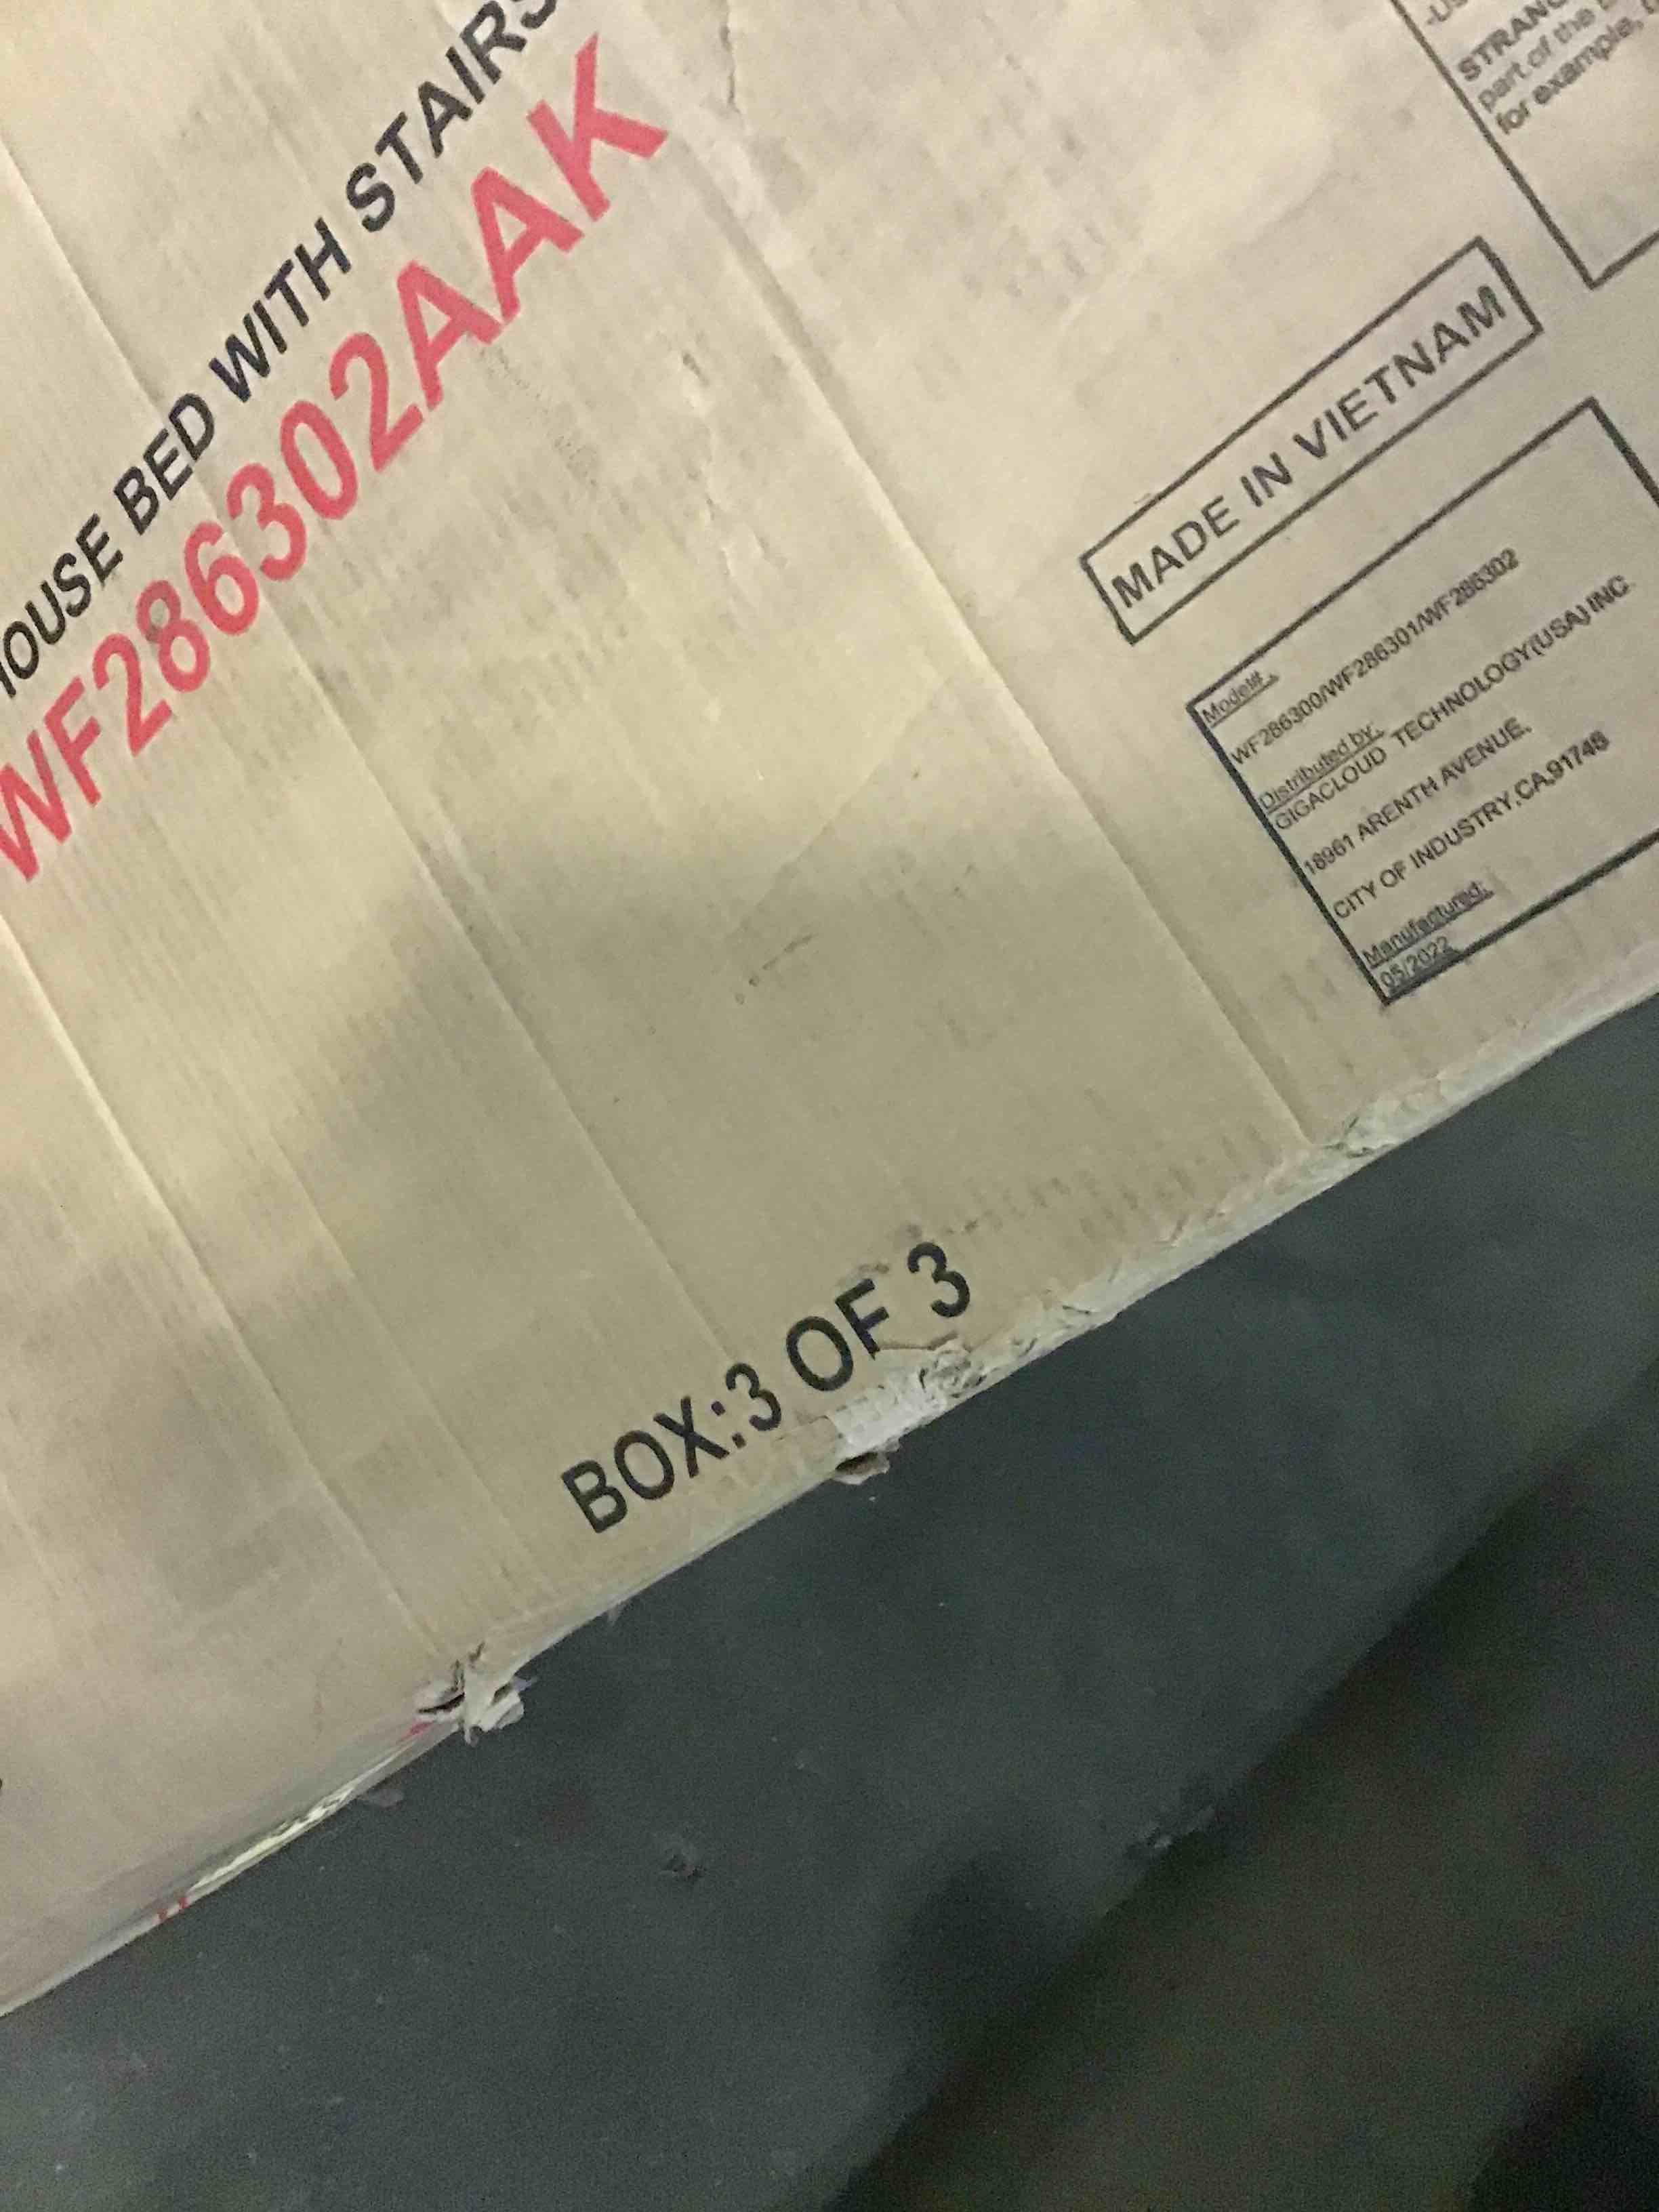 OUSE BED WITH STAIRS
WF286302AAK
STRANG
part of the
for example,
MADE IN VIETNAM
Model#:
WF286300/WF286301/WF286302
Distributed by:
GIGACLOUD TECHNOLOGY(USA) INC.
18961 ARENTH AVENUE,
CITY OF INDUSTRY,CA,91748
Manufactured:
05/2022
BOX:3 OF 3